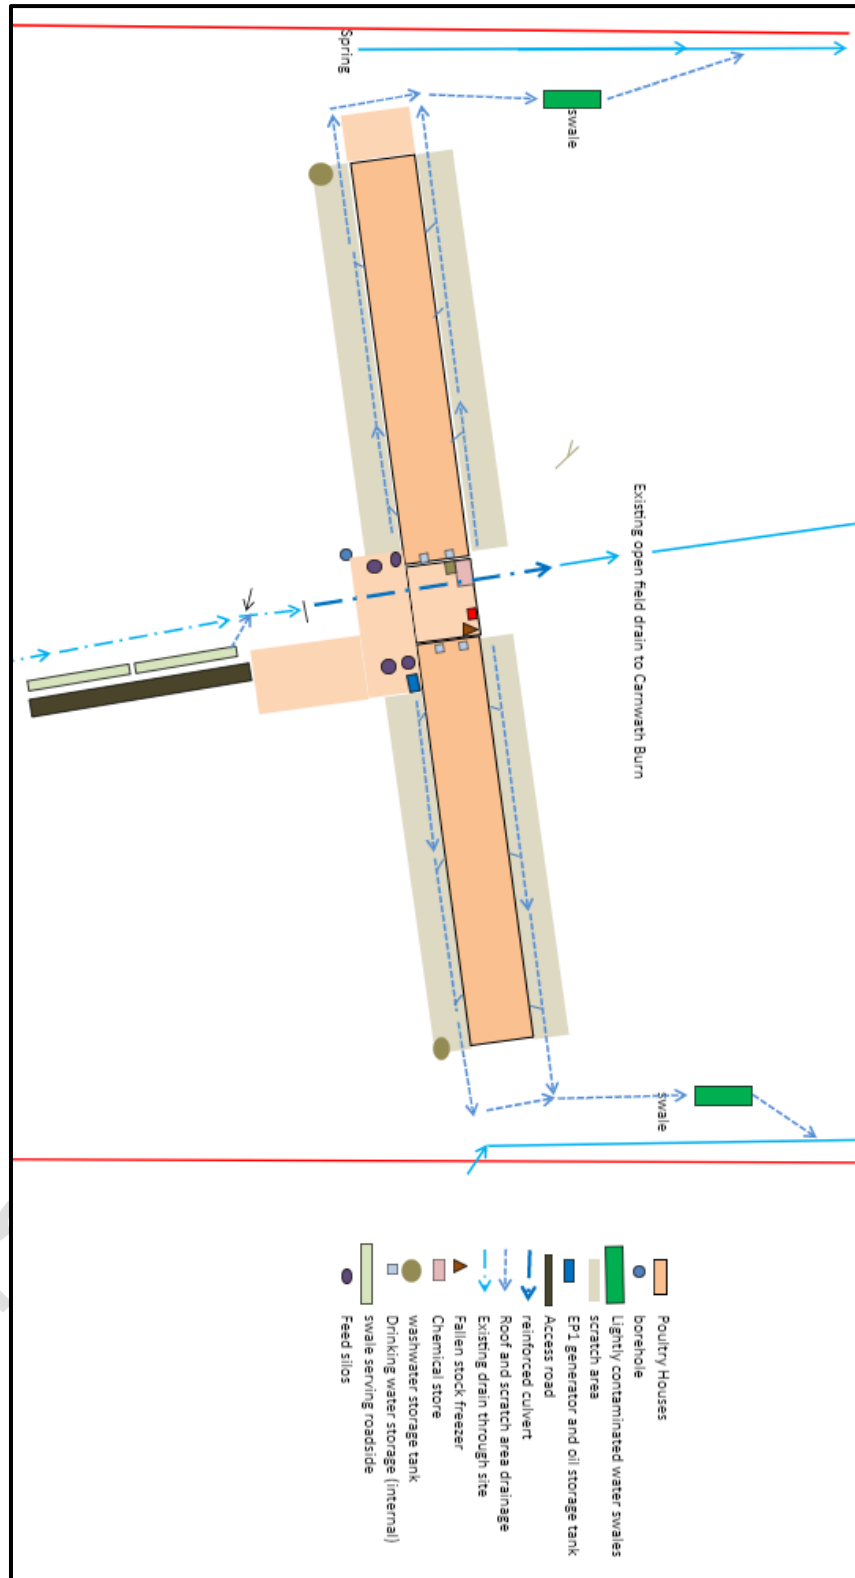 Spring
swale
Existing open field drain to Carnwath Burn
swale
Poultry Houses
borehole
Lightly contaminated water swales
scratch area
EP1 generator and oil storage tank
Access road
reinforced culvert
Roof and scratch area drainage
Existing drain through site
Fallen stock freezer
Chemical store
washwater storage tank
Drinking water storage (internal)
swale serving roadside
Feed silos